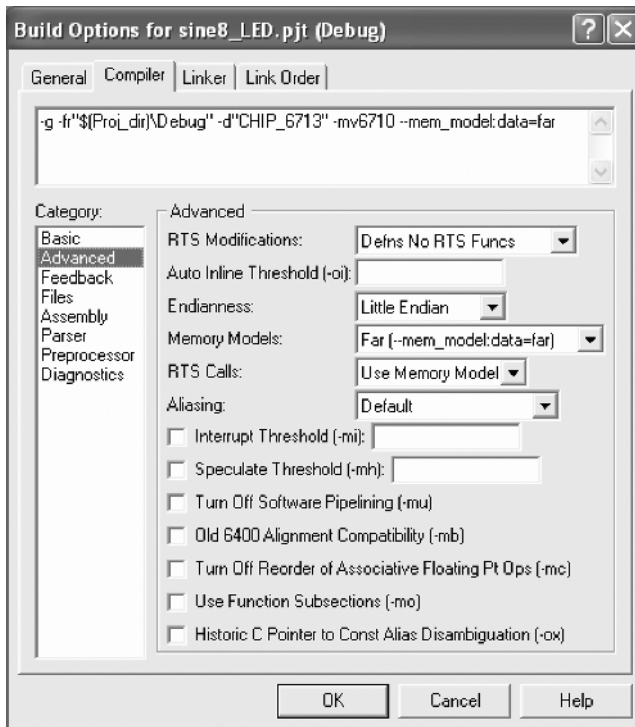 Build Options for sine8_LED.pjt (Debug)
General Compiler Linker Link Order
-g -fr"$(Proj_dir)\Debug" -d"CHIP_6713" -mv6710 --mem_model:data=far
Category:
Basic
Advanced
Feedback
Files
Assembly
Parser
Preprocessor
Diagnostics
Advanced
RTS Modifications: Defns No RTS Funcs
Auto Inline Threshold (-oi):
Endianness: Little Endian
Memory Models: Far (--mem_model:data=far)
RTS Calls: Use Memory Model
Aliasing: Default
Interrupt Threshold (-mi):
Speculate Threshold (-mh):
Turn Off Software Pipelining (-mu)
Old 6400 Alignment Compatibility (-mb)
Turn Off Reorder of Associative Floating Pt Ops (-mc)
Use Function Subsections (-mo)
Historic C Pointer to Const Alias Disambiguation (-ox)
OK Cancel Help